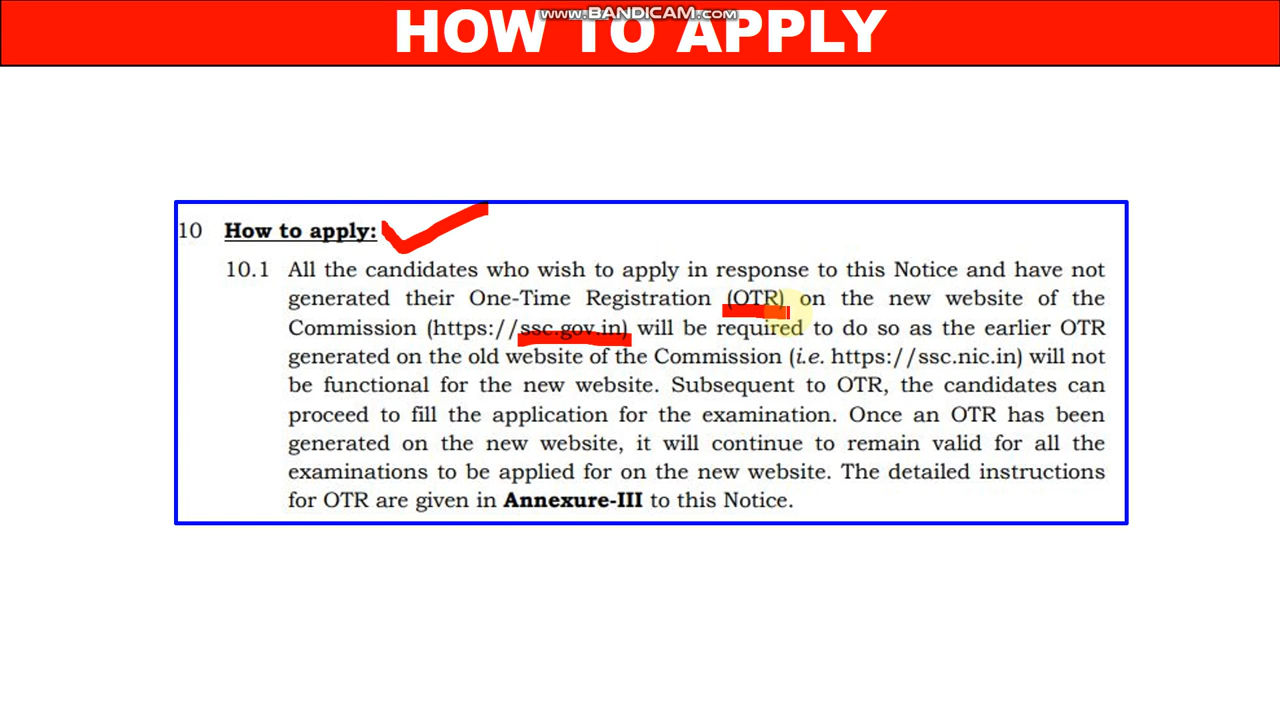 www.BANDICAM.com
HOW TO APPLY
10 How to apply:
10.1 All the candidates who wish to apply in response to this Notice and have not
generated their One-Time Registration (OTR) on the new website of the
Commission (https://ssc.gov.in) will be required to do so as the earlier OTR
generated on the old website of the Commission (i.e. https://ssc.nic.in) will not
be functional for the new website. Subsequent to OTR, the candidates can
proceed to fill the application for the examination. Once an OTR has been
generated on the new website, it will continue to remain valid for all the
examinations to be applied for on the new website. The detailed instructions
for OTR are given in Annexure-III to this Notice.